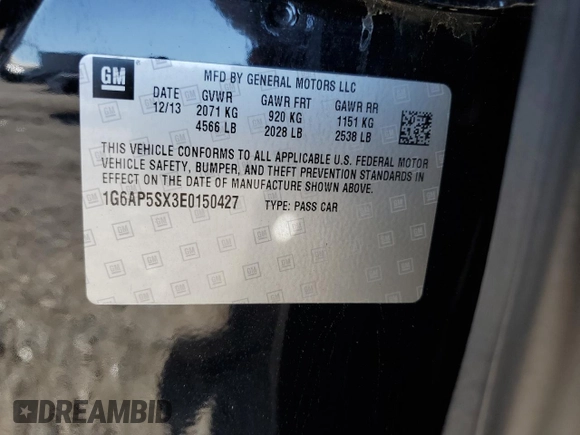 GM
MFD BY GENERAL MOTORS LLC
DATE GVWR GAWR FRT GAWR RR
12/13 2071 KG 920 KG 1151 KG
4566 LB 2028 LB 2538 LB
THIS VEHICLE CONFORMS TO ALL APPLICABLE U.S. FEDERAL MOTOR
VEHICLE SAFETY, BUMPER, AND THEFT PREVENTION STANDARDS IN
EFFECT ON THE DATE OF MANUFACTURE SHOWN ABOVE.
1G6AP5SX3E0150427 TYPE: PASS CAR
DREAMBID